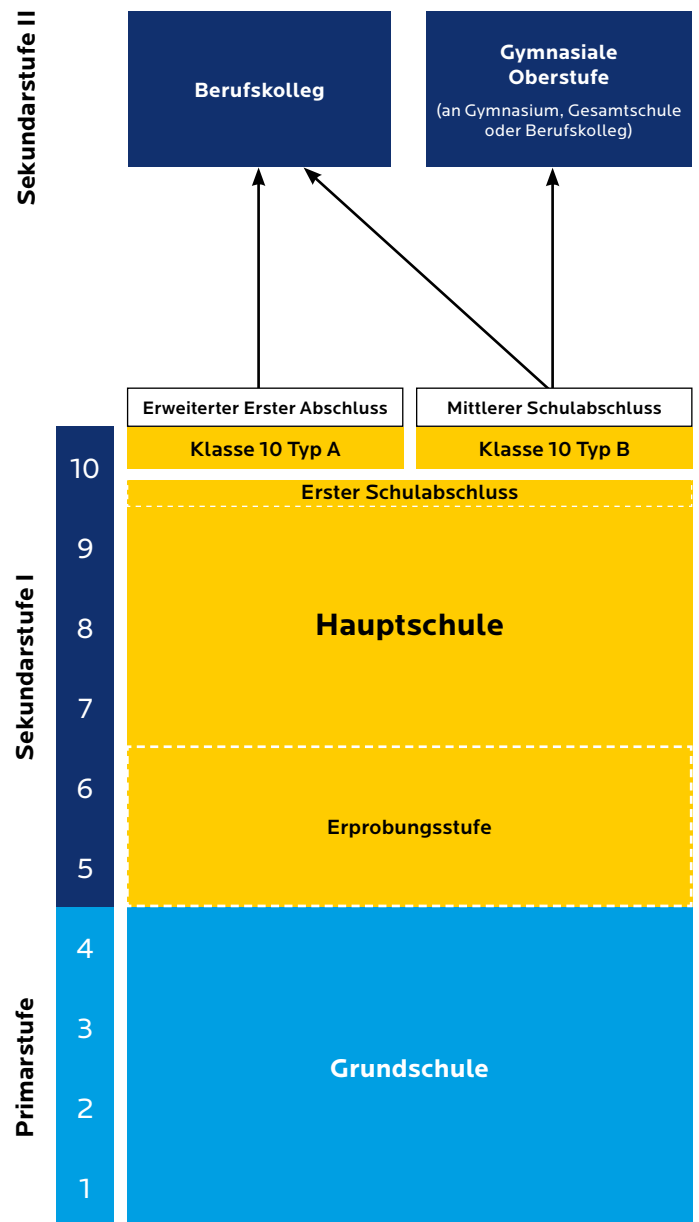 Sekundarstufe II
Berufskolleg
Gymnasiale
Oberstufe
(an Gymnasium, Gesamtschule
oder Berufskolleg)
Erweiterter Erster Abschluss
Mittlerer Schulabschluss
Sekundarstufe I
10
Klasse 10 Typ A
Klasse 10 Typ B
Erster Schulabschluss
9
8
Hauptschule
7
6
Erprobungsstufe
5
Primarstufe
4
3
Grundschule
2
1